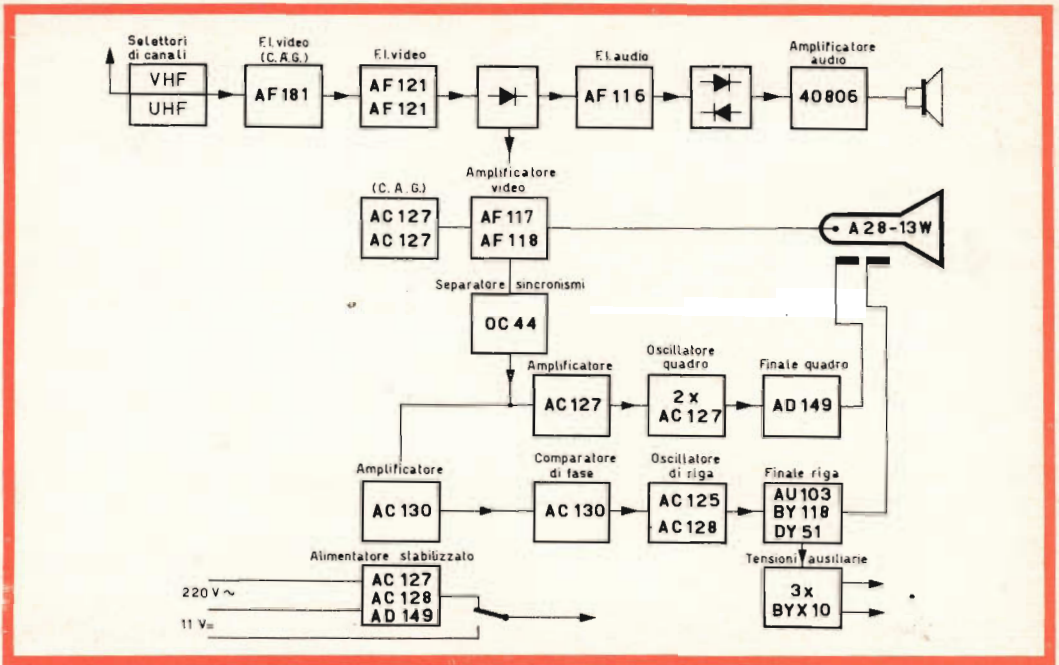 Selettori
di canali
VHF
UHF
F.I. video
(C.A.G.)
AF 181
F.I. video
AF 121
AF 121
F.I. audio
AF 116
Amplificatore
audio
40806
(C.A.G.)
AC 127
AC 127
Amplificatore
video
AF 117
AF 118
A 28-13 W
Separatore sincronismi
OC 44
Amplificatore
AC 127
Oscillatore
quadro
2x
AC 127
Finale quadro
AD 149
Amplificatore
AC 130
Comparatore
di fase
AC 130
Oscillatore
di riga
AC 125
AC 128
Finale riga
AU 103
BY 118
DY 51
Alimentatore stabilizzato
220 V ~
11 V=
AC 127
AC 128
AD 149
Tensioni ausiliarie
3x
BYX 10